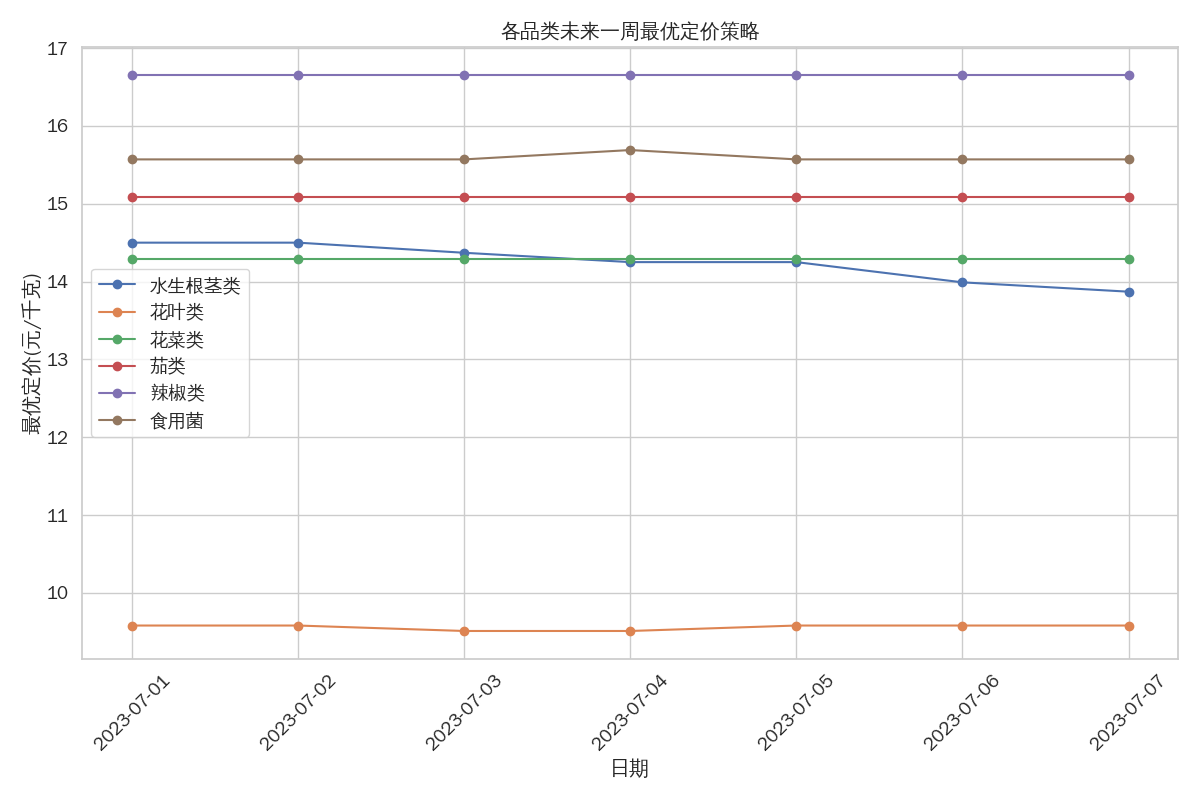 各品类未来一周最优定价策略
17
16
15
14
13
12
11
10
最优定价(元/千克)
水生根茎类
花叶类
花菜类
茄类
辣椒类
食用菌
2023-07-01
2023-07-02
2023-07-03
2023-07-04
2023-07-05
2023-07-06
2023-07-07
日期